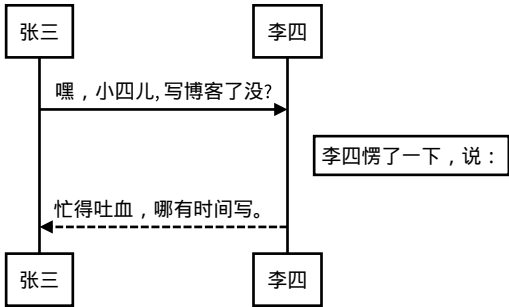 张三
李四
嘿，小四儿,写博客了没?
李四愣了一下，说：
忙得吐血，哪有时间写。
张三
李四